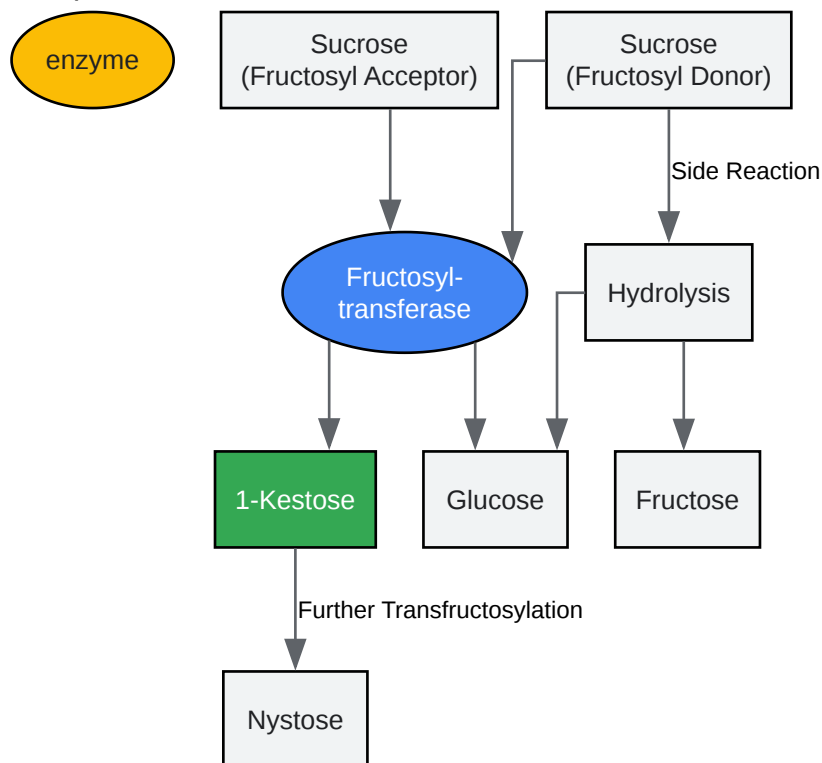 enzyme
Sucrose
(Fructosyl Acceptor)
Sucrose
(Fructosyl Donor)
Side Reaction
Fructosyl-
transferase
Hydrolysis
1-Kestose
Glucose
Fructose
Further Transfructosylation
Nystose